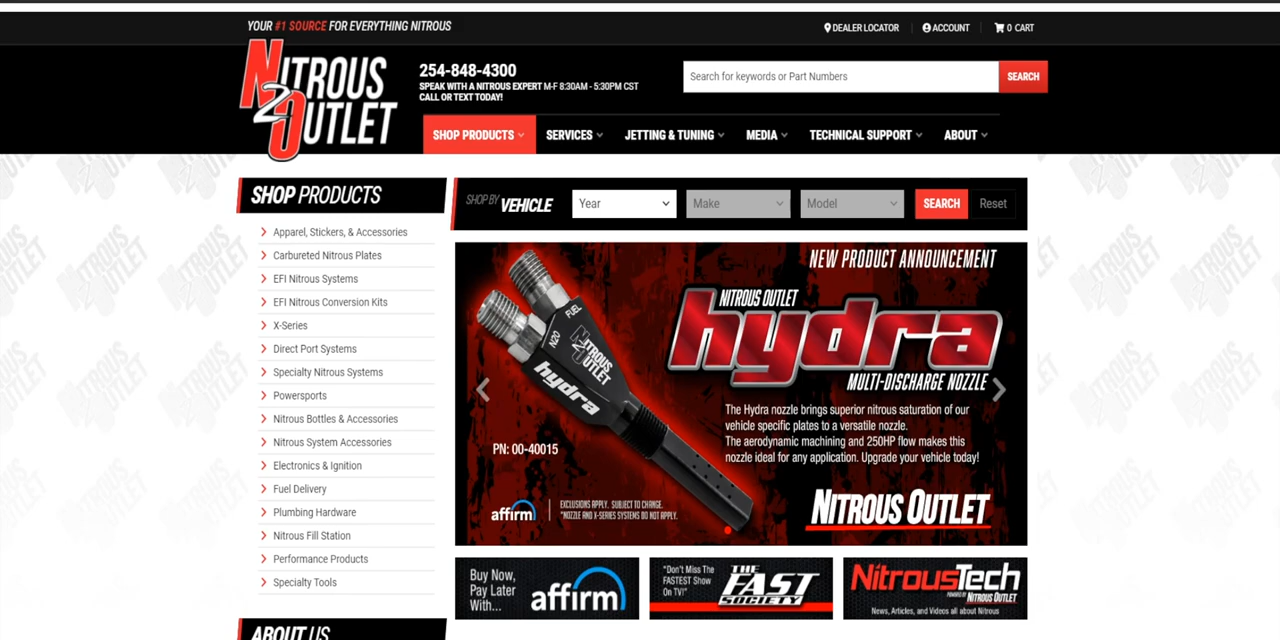 YOUR #1 SOURCE FOR EVERYTHING NITROUS
DEALER LOCATOR
ACCOUNT
0 CART
NITROUS
2
OUTLET
254-848-4300
SPEAK WITH A NITROUS EXPERT M-F 8:30AM - 5:30PM CST
CALL OR TEXT TODAY!
Search for keywords or Part Numbers
SEARCH
SHOP PRODUCTS
SERVICES
JETTING & TUNING
MEDIA
TECHNICAL SUPPORT
ABOUT
SHOP PRODUCTS
Apparel, Stickers, & Accessories
Carbureted Nitrous Plates
EFI Nitrous Systems
EFI Nitrous Conversion Kits
X-Series
Direct Port Systems
Specialty Nitrous Systems
Powersports
Nitrous Bottles & Accessories
Nitrous System Accessories
Electronics & Ignition
Fuel Delivery
Plumbing Hardware
Nitrous Fill Station
Performance Products
Specialty Tools
ABOUT US
SHOP BY VEHICLE
Year
Make
Model
SEARCH
Reset
NEW PRODUCT ANNOUNCEMENT
NITROUS OUTLET
hydra
MULTI-DISCHARGE NOZZLE
The Hydra nozzle brings superior nitrous saturation of our
vehicle specific plates to a versatile nozzle.
The aerodynamic machining and 250HP flow makes this
nozzle ideal for any application. Upgrade your vehicle today!
FUEL
N2O
NITROUS
2
OUTLET
hydra
PN: 00-40015
affirm
EXCLUSIONS APPLY. SUBJECT TO CHANGE.
*NOZZLE AND X-SERIES SYSTEMS DO NOT APPLY.
NITROUS OUTLET
Buy Now,
Pay Later
With...
affirm
"Don't Miss The
FASTEST Show
On TV!"
THE
FAST
SOCIETY
NITROUSTECH
POWERED BY NITROUS OUTLET
News, Articles, and Videos all about Nitrous